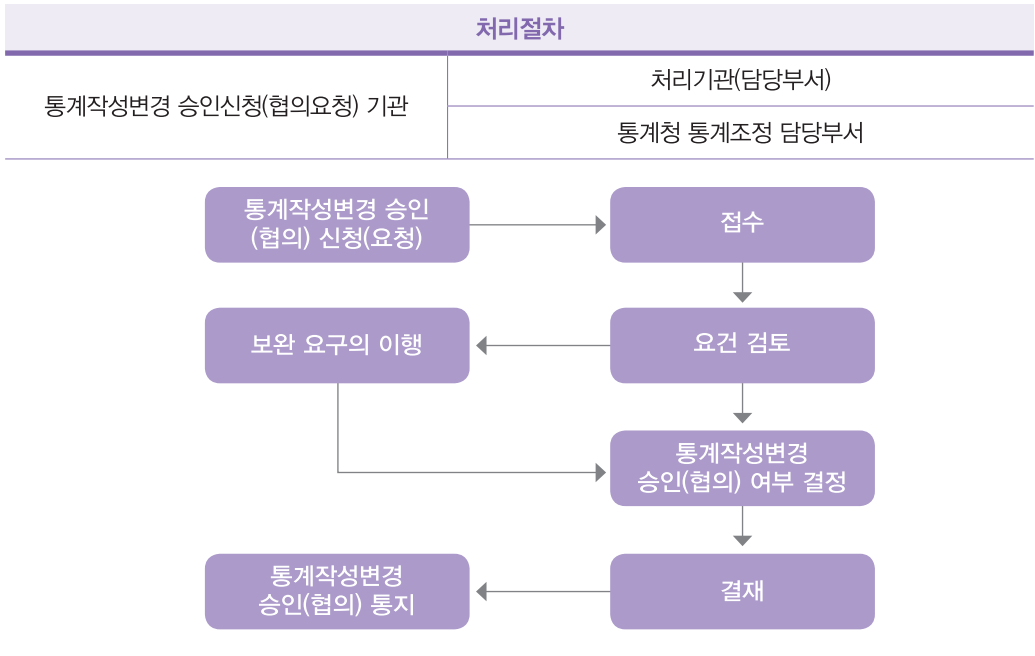 처리절차
통계작성변경 승인신청(협의요청) 기관
처리기관(담당부서)
통계청 통계조정 담당부서
통계작성변경 승인
(협의) 신청(요청)
접수
보완 요구의 이행
요건 검토
통계작성변경
승인(협의) 여부 결정
통계작성변경
승인(협의) 통지
결재